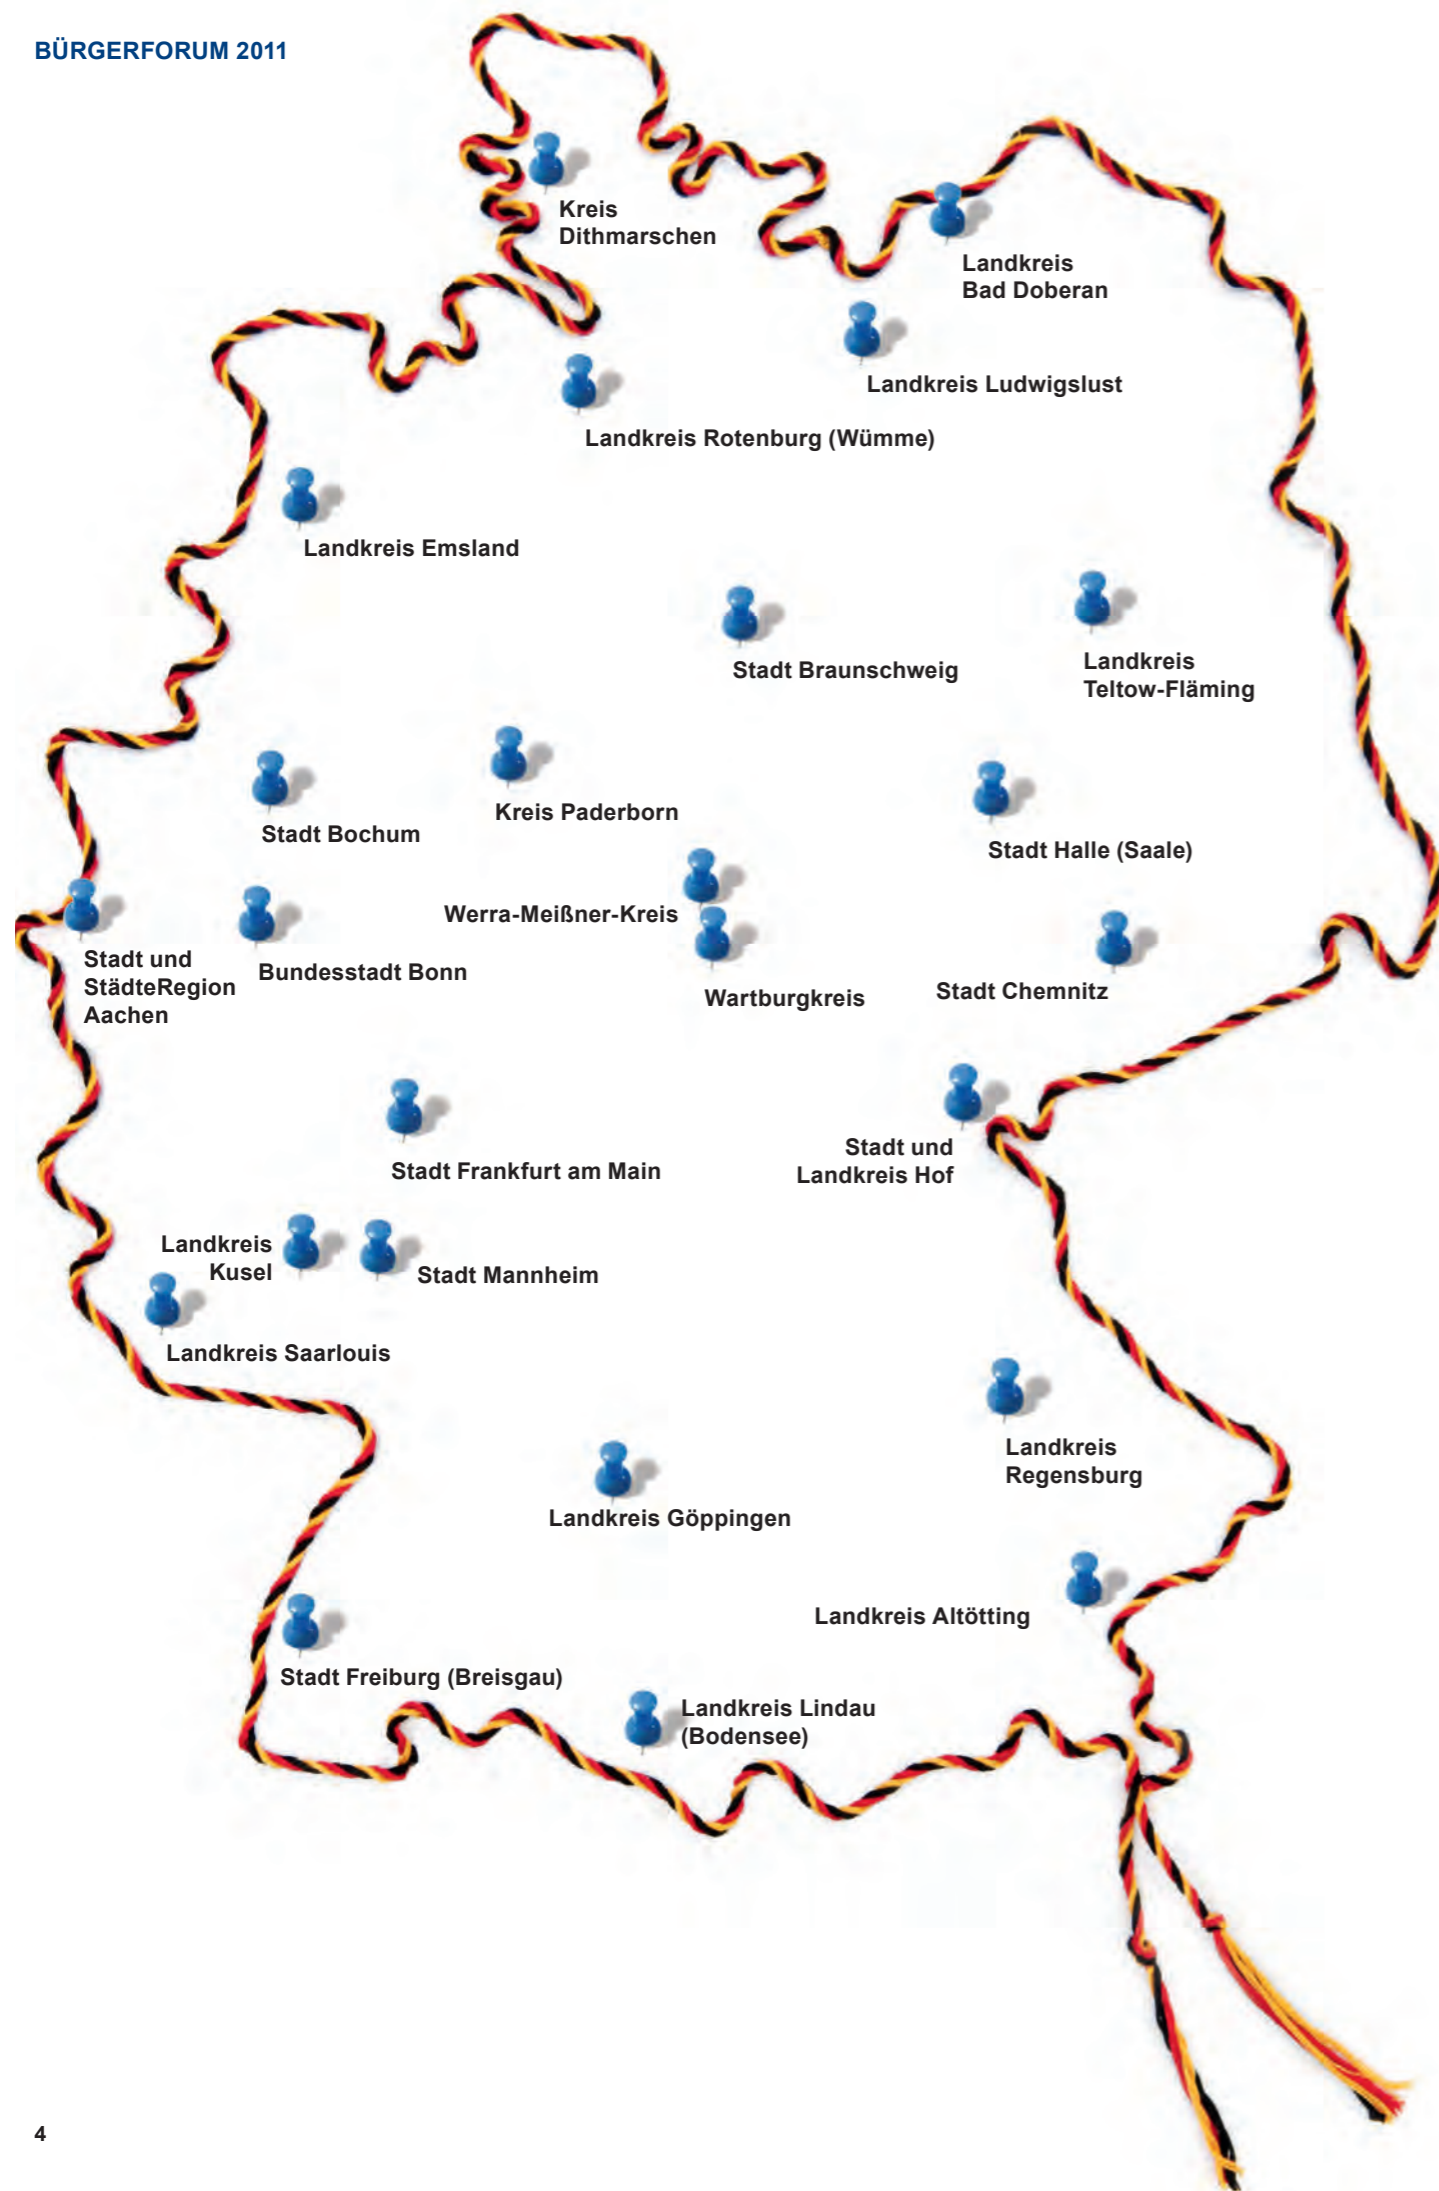 BÜRGERFORUM 2011
Kreis
Dithmarschen
Landkreis
Bad Doberan
Landkreis Ludwigslust
Landkreis Rotenburg (Wümme)
Landkreis Emsland
Stadt Braunschweig
Landkreis
Teltow-Fläming
Kreis Paderborn
Stadt Bochum
Stadt Halle (Saale)
Werra-Meißner-Kreis
Stadt und
StädteRegion
Aachen
Bundesstadt Bonn
Wartburgkreis
Stadt Chemnitz
Stadt Frankfurt am Main
Stadt und
Landkreis Hof
Landkreis
Kusel
Stadt Mannheim
Landkreis Saarlouis
Landkreis
Regensburg
Landkreis Göppingen
Landkreis Altötting
Stadt Freiburg (Breisgau)
Landkreis Lindau
(Bodensee)
4